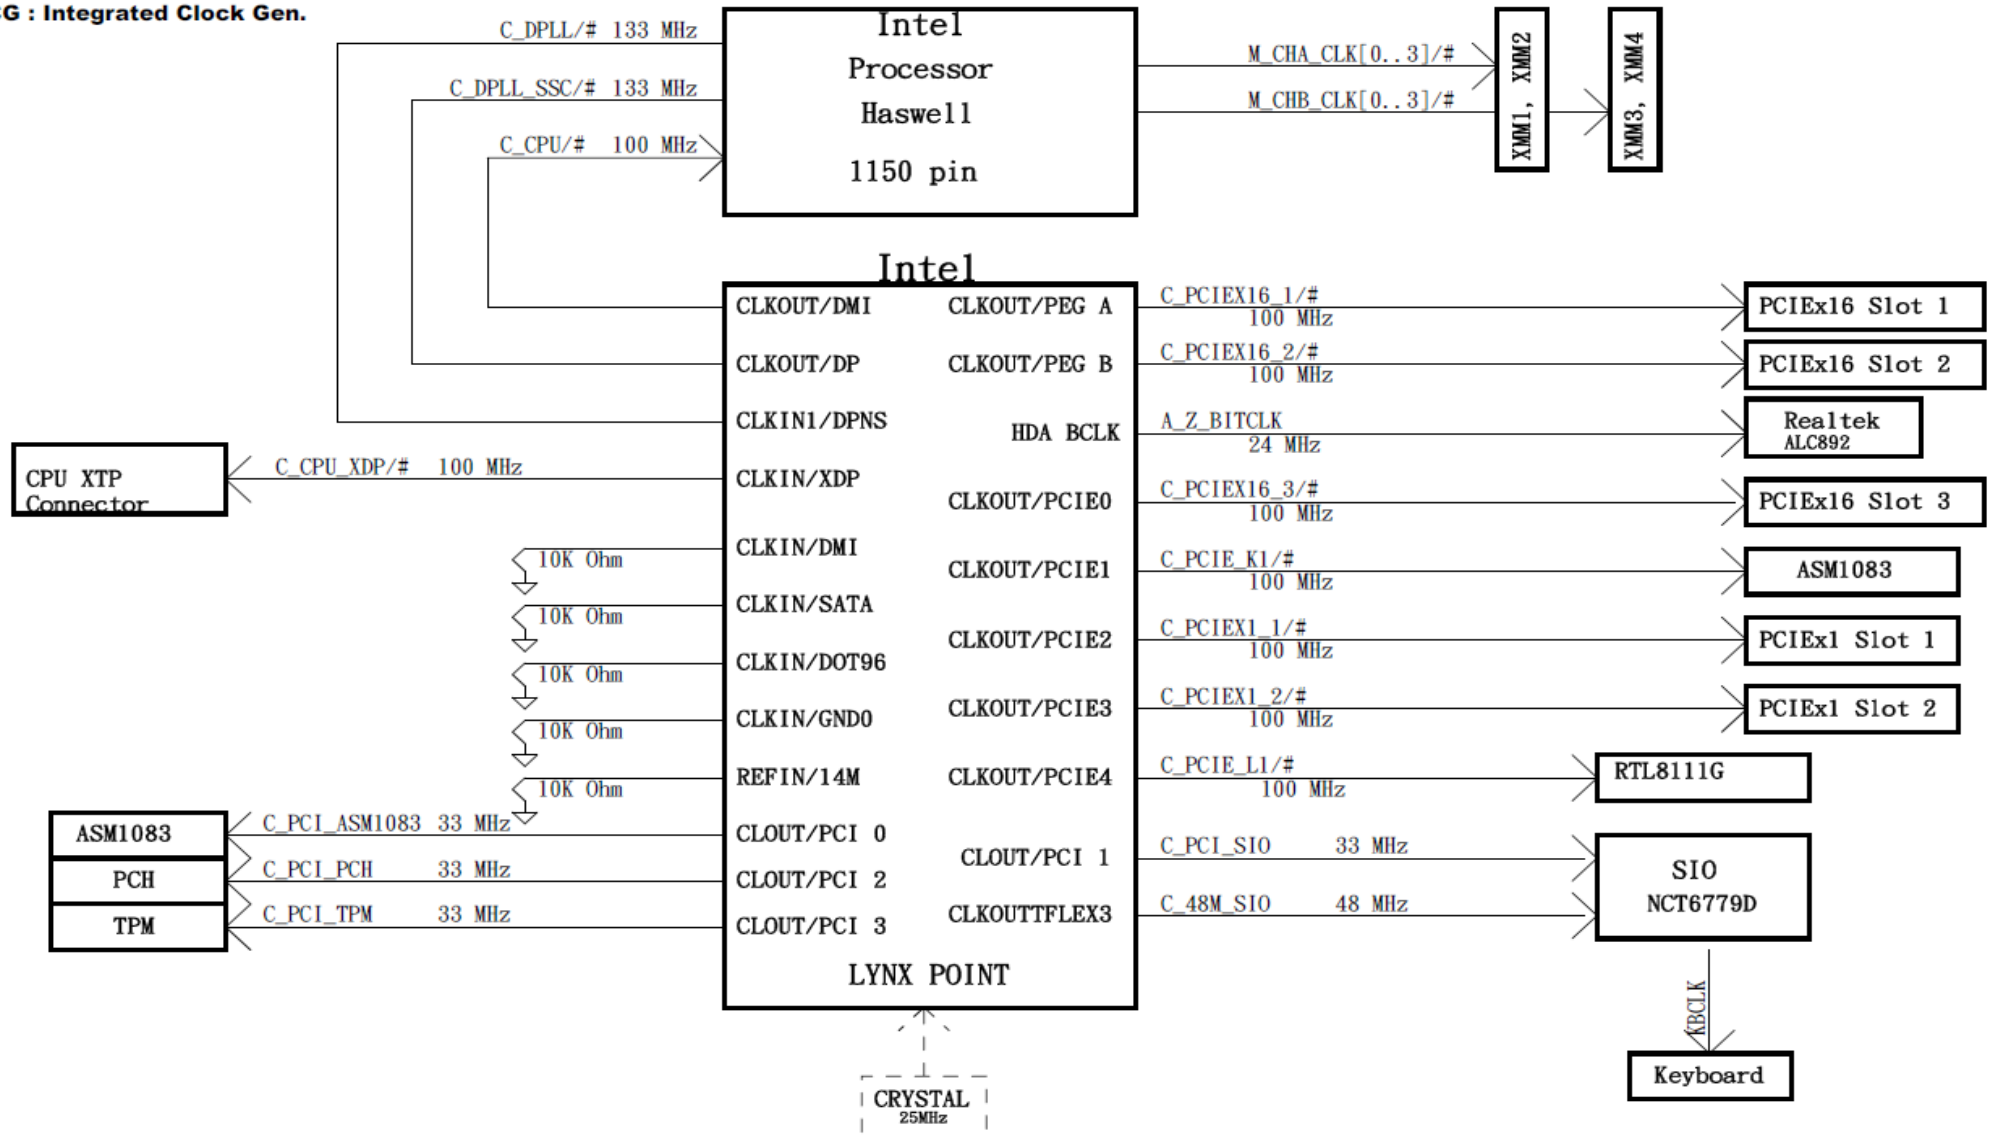 G : Integrated Clock Gen.
C_DPLL/# 133 MHz
C_DPLL_SSC/# 133 MHz
C_CPU/# 100 MHz
Intel
Processor
Haswell
1150 pin
M_CHA_CLK[0..3]/#
M_CHB_CLK[0..3]/#
XMM1, XMM2
XMM3, XMM4
Intel
CLKOUT/DMI
CLKOUT/DP
CLKIN1/DPNS
CLKIN/XDP
CLKIN/DMI
CLKIN/SATA
CLKIN/DOT96
CLKIN/GND0
REFIN/14M
CLOUT/PCI 0
CLOUT/PCI 2
CLOUT/PCI 3
CLKOUT/PEG A
CLKOUT/PEG B
HDA BCLK
CLKOUT/PCIE0
CLKOUT/PCIE1
CLKOUT/PCIE2
CLKOUT/PCIE3
CLKOUT/PCIE4
CLOUT/PCI 1
CLKOUTTFLEX3
LYNX POINT
CPU XTP
Connector
C_CPU_XDP/# 100 MHz
10K Ohm
10K Ohm
10K Ohm
10K Ohm
10K Ohm
ASM1083
C_PCI_ASM1083 33 MHz
PCH
C_PCI_PCH 33 MHz
TPM
C_PCI_TPM 33 MHz
C_PCIEX16_1/#
100 MHz
PCIEx16 Slot 1
C_PCIEX16_2/#
100 MHz
PCIEx16 Slot 2
A_Z_BITCLK
24 MHz
Realtek
ALC892
C_PCIEX16_3/#
100 MHz
PCIEx16 Slot 3
C_PCIE_K1/#
100 MHz
ASM1083
C_PCIEX1_1/#
100 MHz
PCIEx1 Slot 1
C_PCIEX1_2/#
100 MHz
PCIEx1 Slot 2
C_PCIE_L1/#
100 MHz
RTL8111G
C_PCI_SIO 33 MHz
C_48M_SIO 48 MHz
SIO
NCT6779D
KBCLK
Keyboard
CRYSTAL
25MHz